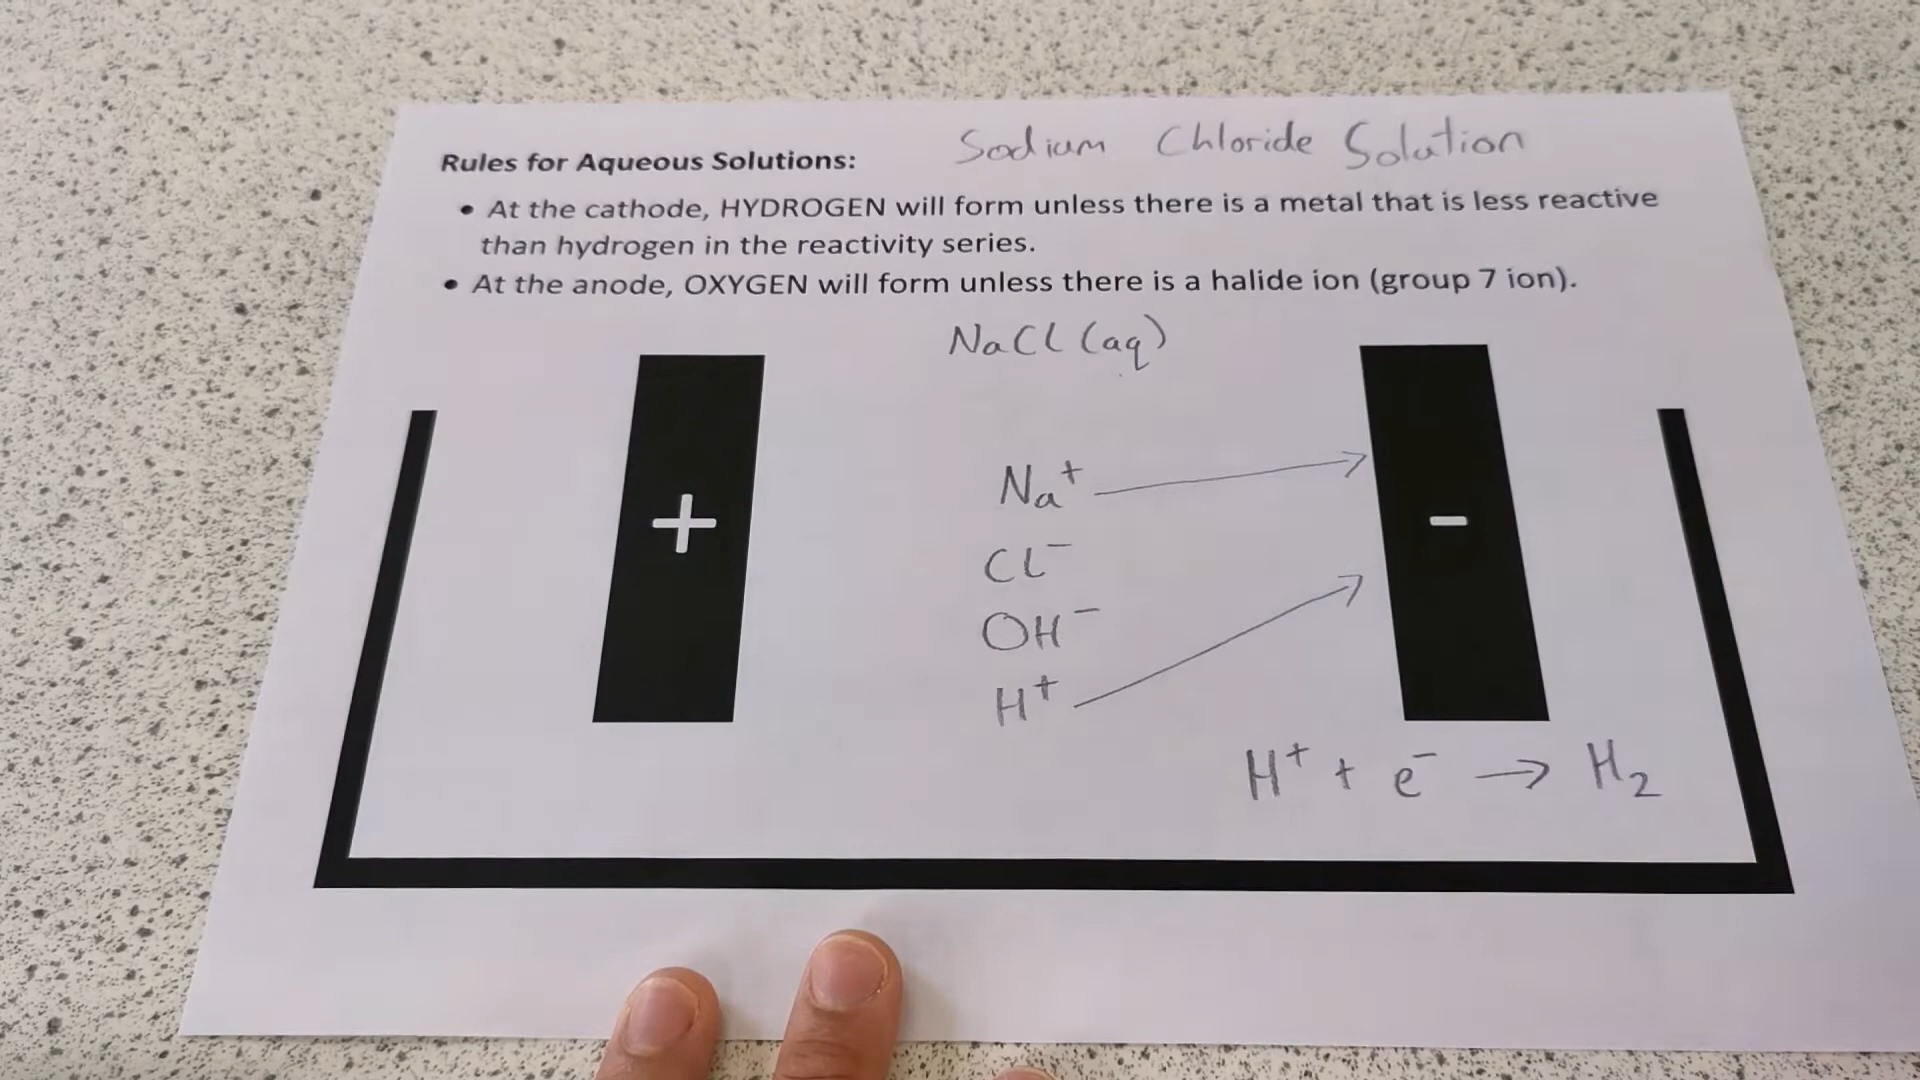 Sodium Chloride Solution
Rules for Aqueous Solutions:
• At the cathode, HYDROGEN will form unless there is a metal that is less reactive
than hydrogen in the reactivity series.
• At the anode, OXYGEN will form unless there is a halide ion (group 7 ion).
NaCl (aq)
+
-
Na⁺
Cl⁻
OH⁻
H⁺
H⁺ + e⁻ → H₂